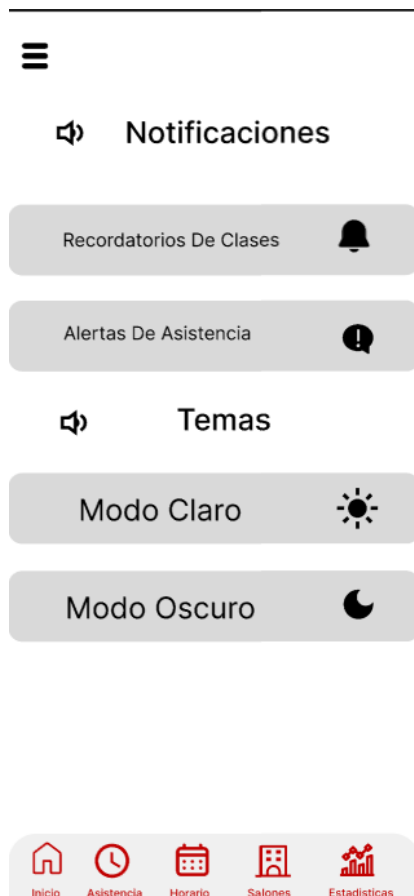 Notificaciones
Recordatorios De Clases
Alertas De Asistencia
Temas
Modo Claro
Modo Oscuro
Inicio Asistencia Horario Salones Estadisticas